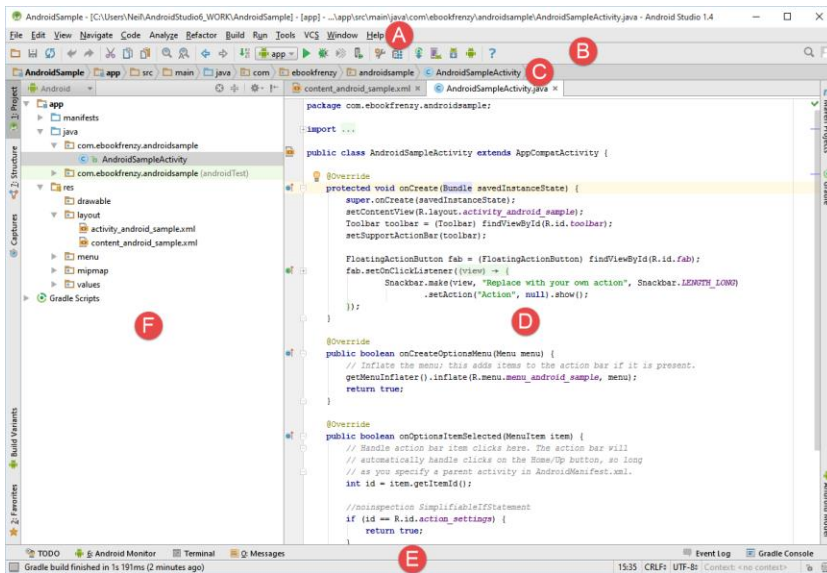 AndroidSample - [C:\Users\Neil\AndroidStudio6_WORK\AndroidSample] - [app] - ...\app\src\main\java\com\ebookfrenzy\androidsample\AndroidSampleActivity.java - Android Studio 1.4
File Edit View Navigate Code Analyze Refactor Build Run Tools VCS Window Help
A
app
?
B
AndroidSample app src main java com ebookfrenzy androidsample AndroidSampleActivity
C
Android
content_android_sample.xml
AndroidSampleActivity.java
1: Project
Z: Structure
Captures
Build Variants
2: Favorites
app
manifests
java
com.ebookfrenzy.androidsample
AndroidSampleActivity
com.ebookfrenzy.androidsample (androidTest)
res
drawable
layout
activity_android_sample.xml
content_android_sample.xml
menu
mipmap
values
Gradle Scripts
F
package com.ebookfrenzy.androidsample;
import ...
public class AndroidSampleActivity extends AppCompatActivity {
@Override
protected void onCreate(Bundle savedInstanceState) {
super.onCreate(savedInstanceState);
setContentView(R.layout.activity_android_sample);
Toolbar toolbar = (Toolbar) findViewById(R.id.toolbar);
setSupportActionBar(toolbar);
FloatingActionButton fab = (FloatingActionButton) findViewById(R.id.fab);
fab.setOnClickListener((view) → {
Snackbar.make(view, "Replace with your own action", Snackbar.LENGTH_LONG)
.setAction("Action", null).show();
});
}
D
@Override
public boolean onCreateOptionsMenu(Menu menu) {
// Inflate the menu; this adds items to the action bar if it is present.
getMenuInflater().inflate(R.menu.menu_android_sample, menu);
return true;
}
@Override
public boolean onOptionsItemSelected(MenuItem item) {
// Handle action bar item clicks here. The action bar will
// automatically handle clicks on the Home/Up button, so long
// as you specify a parent activity in AndroidManifest.xml.
int id = item.getItemId();
//noinspection SimplifiableIfStatement
if (id == R.id.action_settings) {
return true;
}
TODO 6: Android Monitor Terminal 0: Messages Event Log Gradle Console
E
Gradle build finished in 1s 191ms (2 minutes ago) 15:35 CRLF÷ UTF-8÷ Context: <no context>